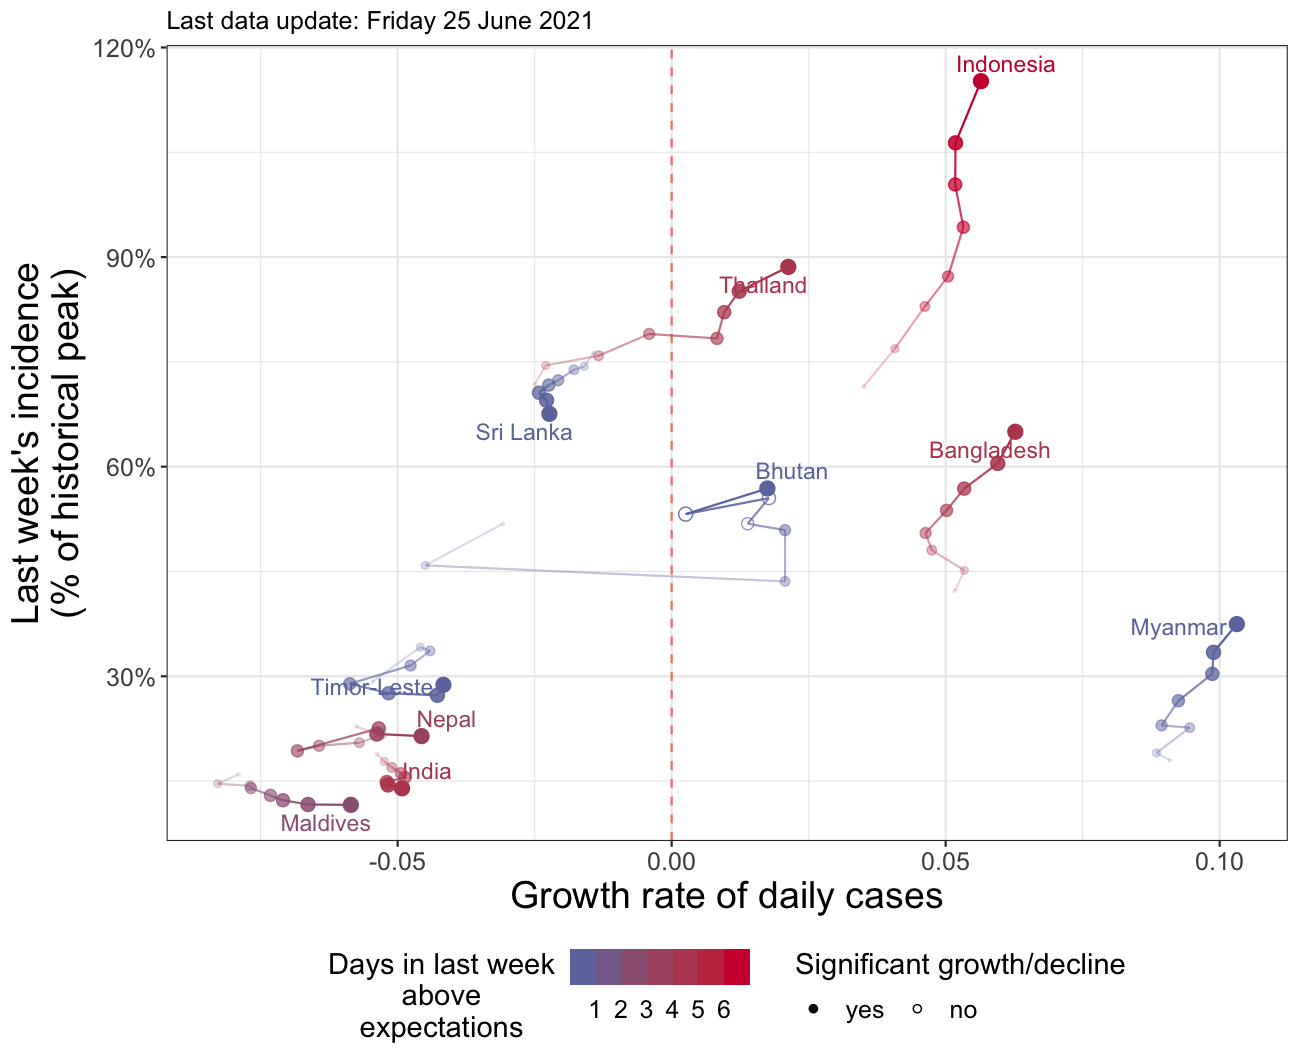 Last data update: Friday 25 June 2021
Last week's incidence
(% of historical peak)
120%
90%
60%
30%
Indonesia
Thailand
Sri Lanka
Bangladesh
Bhutan
Myanmar
Timor-Leste
Nepal
India
Maldives
-0.05 0.00 0.05 0.10
Growth rate of daily cases
Days in last week
above
expectations
1 2 3 4 5 6
Significant growth/decline
yes no